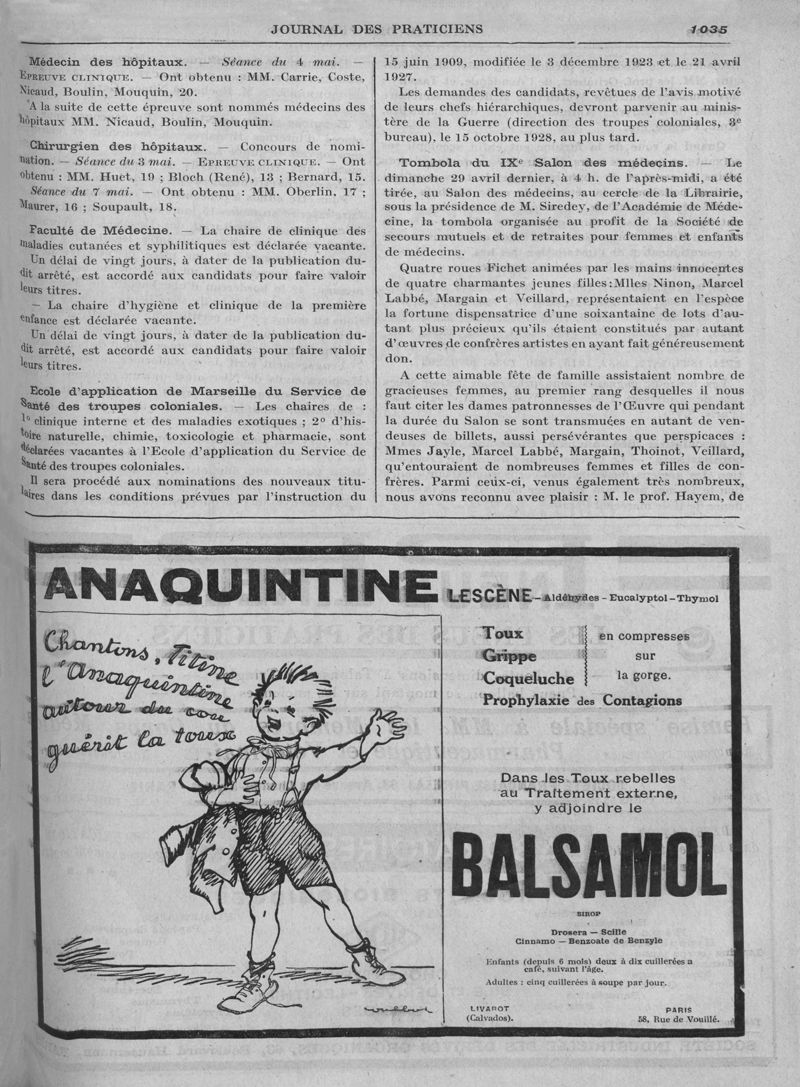 JOURNAL DES PRATICIENS 1035
Médecin des hôpitaux. — Séance du 4 mai. —
EPREUVE CLINIQUE. — Ont obtenu : MM. Carrie, Coste,
Nicaud, Boulin, Mouquin, 20.
A la suite de cette épreuve sont nommés médecins des
hôpitaux MM. Nicaud, Boulin, Mouquin.
Chirurgien des hôpitaux. — Concours de nomi-
nation. — Séance du 3 mai. — EPREUVE CLINIQUE. — Ont
obtenu : MM. Huet, 19 ; Bloch (René), 13 ; Bernard, 15.
Séance du 7 mai. — Ont obtenu : MM. Oberlin, 17 ;
Maurer, 16 ; Soupault, 18.
Faculté de Médecine. — La chaire de clinique des
maladies cutanées et syphilitiques est déclarée vacante.
Un délai de vingt jours, à dater de la publication du-
dit arrêté, est accordé aux candidats pour faire valoir
leurs titres.
— La chaire d'hygiène et clinique de la première
enfance est déclarée vacante.
Un délai de vingt jours, à dater de la publication du-
dit arrêté, est accordé aux candidats pour faire valoir
leurs titres.
Ecole d'application de Marseille du Service de
Santé des troupes coloniales. — Les chaires de :
1º clinique interne et des maladies exotiques ; 2º d'his-
toire naturelle, chimie, toxicologie et pharmacie, sont
déclarées vacantes à l'Ecole d'application du Service de
Santé des troupes coloniales.
Il sera procédé aux nominations des nouveaux titu-
laires dans les conditions prévues par l'instruction du
15 juin 1909, modifiée le 3 décembre 1923 et le 21 avril
1927.
Les demandes des candidats, revêtues de l'avis motivé
de leurs chefs hiérarchiques, devront parvenir au minis-
tère de la Guerre (direction des troupes coloniales, 3e
bureau), le 15 octobre 1928, au plus tard.
Tombola du IXe Salon des médecins. — Le
dimanche 29 avril dernier, à 4 h. de l'après-midi, a été
tirée, au Salon des médecins, au cercle de la Librairie,
sous la présidence de M. Siredey, de l'Académie de Méde-
cine, la tombola organisée au profit de la Société de
secours mutuels et de retraites pour femmes et enfants
de médecins.
Quatre roues Fichet animées par les mains innocentes
de quatre charmantes jeunes filles : Mlles Ninon, Marcel
Labbé, Margain et Veillard, représentaient en l'espèce
la fortune dispensatrice d'une soixantaine de lots d'au-
tant plus précieux qu'ils étaient constitués par autant
d'œuvres de confrères artistes en ayant fait généreusement
don.
A cette aimable fête de famille assistaient nombre de
gracieuses femmes, au premier rang desquelles il nous
faut citer les dames patronnesses de l'Œuvre qui pendant
la durée du Salon se sont transmuées en autant de ven-
deuses de billets, aussi persévérantes que perspicaces :
Mmes Jayle, Marcel Labbé, Margain, Thoinot, Veillard,
qu'entouraient de nombreuses femmes et filles de con-
frères. Parmi ceux-ci, venus également très nombreux,
nous avons reconnu avec plaisir : M. le prof. Hayem, de
ANAQUINTINE LESCÈNE – Aldéhydes - Eucalyptol - Thymol
Chantons, Titine
l'Anaquintine
autour du cou
guérit la toux
Toux
Grippe
Coqueluche
en compresses
sur
la gorge.
Prophylaxie des Contagions
Dans les Toux rebelles
au Traitement externe,
y adjoindre le
BALSAMOL
SIROP
Drosera — Scille
Cinnamo — Benzoate de Benzyle
Enfants (depuis 6 mois) deux à dix cuillerées a
café, suivant l'âge.
Adultes : cinq cuillerées à soupe par jour.
LIVAROT
(Calvados).
PARIS
58, Rue de Vouillé.